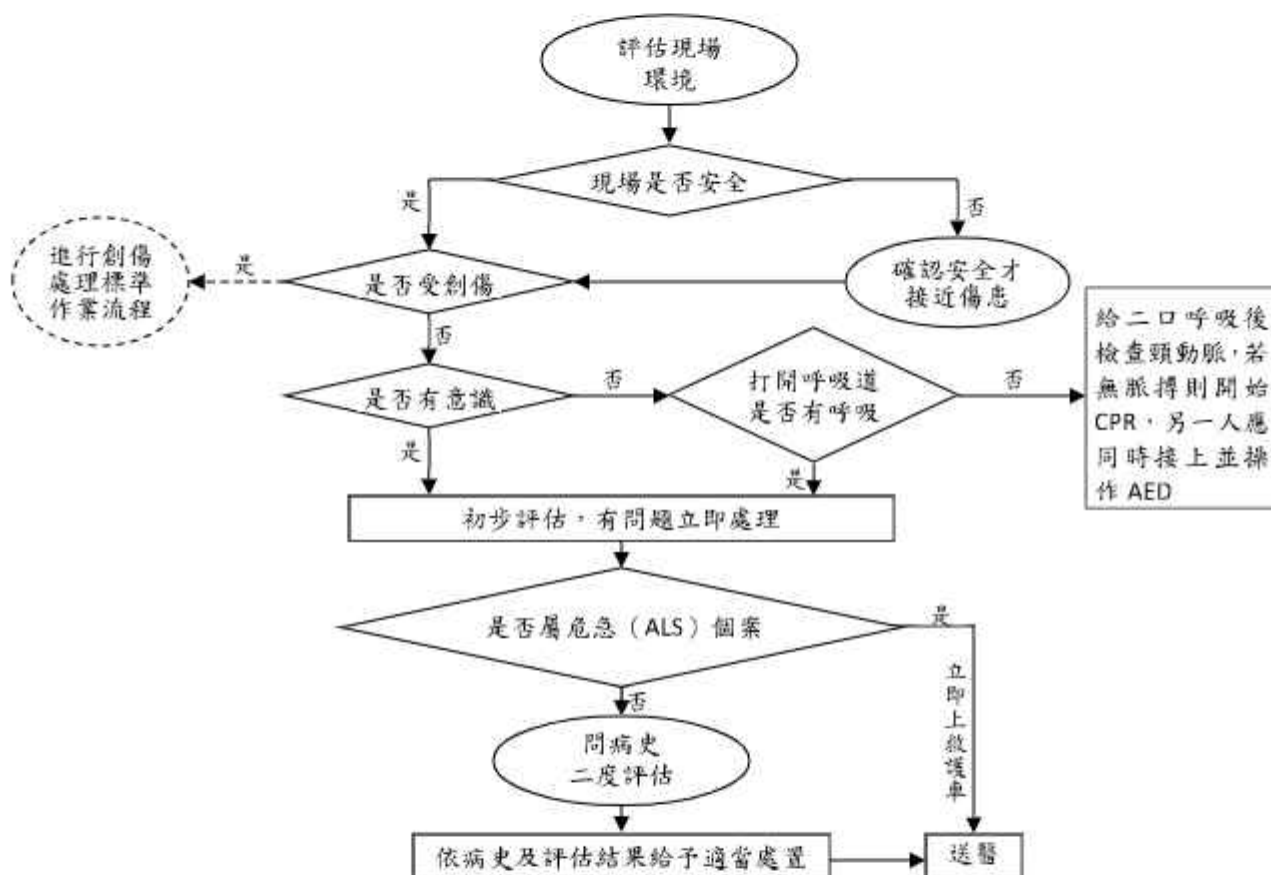 評估現場
環境
現場是否安全
是
否
進行創傷
處理標準
作業流程
是
是否受創傷
確認安全才
接近傷患
否
給二口呼吸後
檢查頸動脈，若
無脈搏則開始
CPR，另一人應
同時接上並操
作 AED
是否有意識
否
打開呼吸道
是否有呼吸
否
是
是
初步評估，有問題立即處理
是否屬危急（ALS）個案
是
否
立即上救護車
問病史
二度評估
依病史及評估結果給予適當處置
送醫